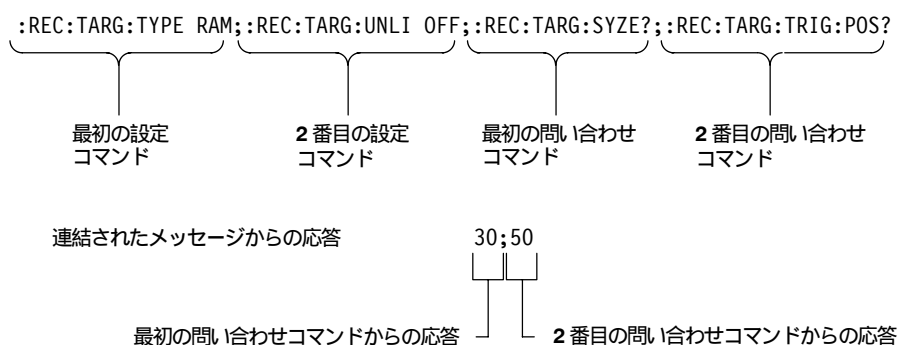 :REC:TARG:TYPE RAM;:REC:TARG:UNLI OFF;:REC:TARG:SYZE?;:REC:TARG:TRIG:POS?
最初の設定
コマンド
2 番目の設定
コマンド
最初の問い合わせ
コマンド
2 番目の問い合わせ
コマンド
連結されたメッセージからの応答
30;50
最初の問い合わせコマンドからの応答
2 番目の問い合わせコマンドからの応答